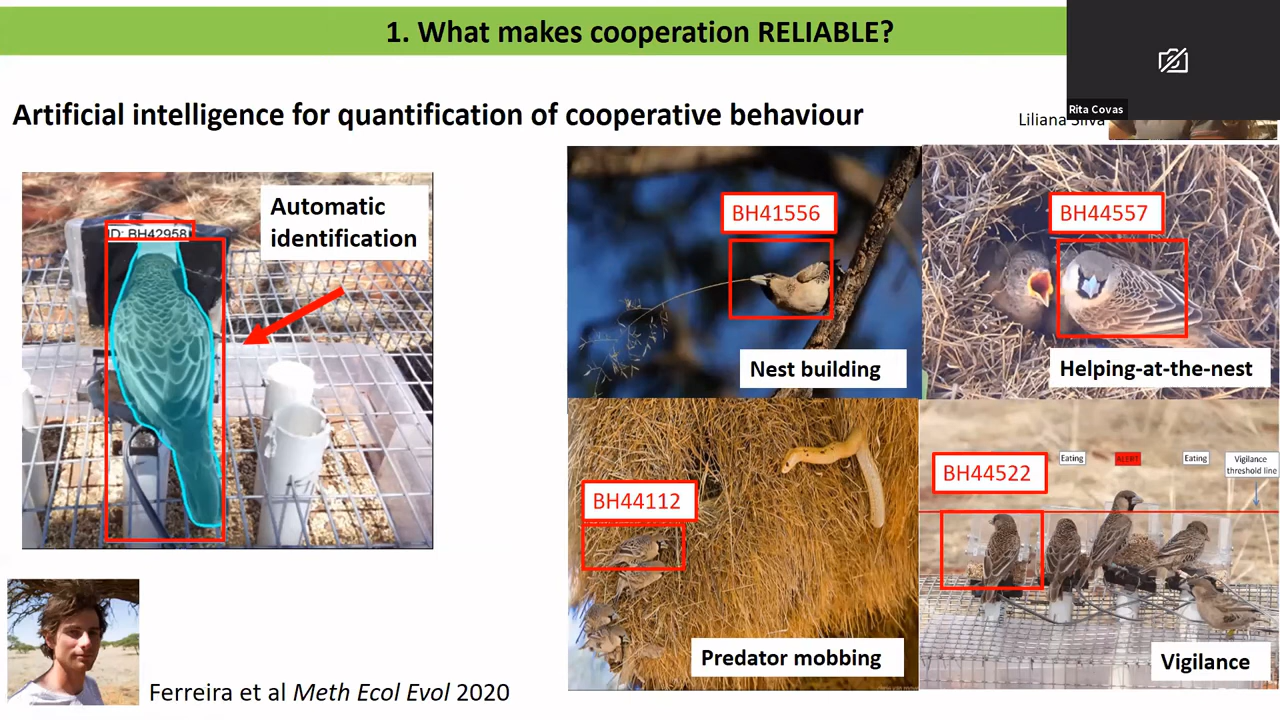 1. What makes cooperation RELIABLE?
Rita Covas
Artificial intelligence for quantification of cooperative behaviour
Liliana Silva
Automatic
identification
ID: BH42958
BH41556
Nest building
BH44557
Helping-at-the-nest
BH44112
Predator mobbing
BH44522
Eating
ALERT
Eating
Vigilance
threshold line
Vigilance
Ferreira et al Meth Ecol Evol 2020